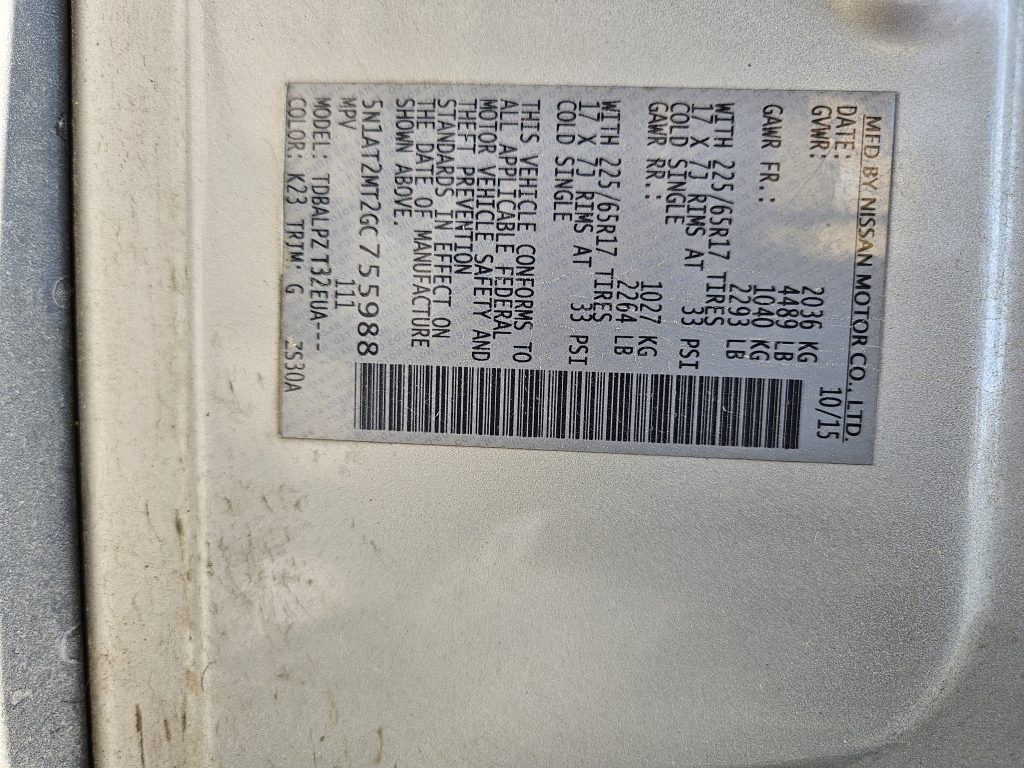 MFD BY NISSAN MOTOR CO., LTD.
DATE: 10/15
GVWR: 2036 KG
4489 LB
GAWR FR.: 1040 KG
2293 LB
WITH 225/65R17 TIRES
17 X 7J RIMS AT 33 PSI
COLD SINGLE
GAWR RR.: 1027 KG
2264 LB
WITH 225/65R17 TIRES
17 X 7J RIMS AT 33 PSI
COLD SINGLE
THIS VEHICLE CONFORMS TO
ALL APPLICABLE FEDERAL
MOTOR VEHICLE SAFETY AND
THEFT PREVENTION
STANDARDS IN EFFECT ON
THE DATE OF MANUFACTURE
SHOWN ABOVE.
5N1AT2MT2GC755988
MPV 111
MODEL: TDBALPZ T32EUA---
COLOR: K23 TRIM: G 3S30A